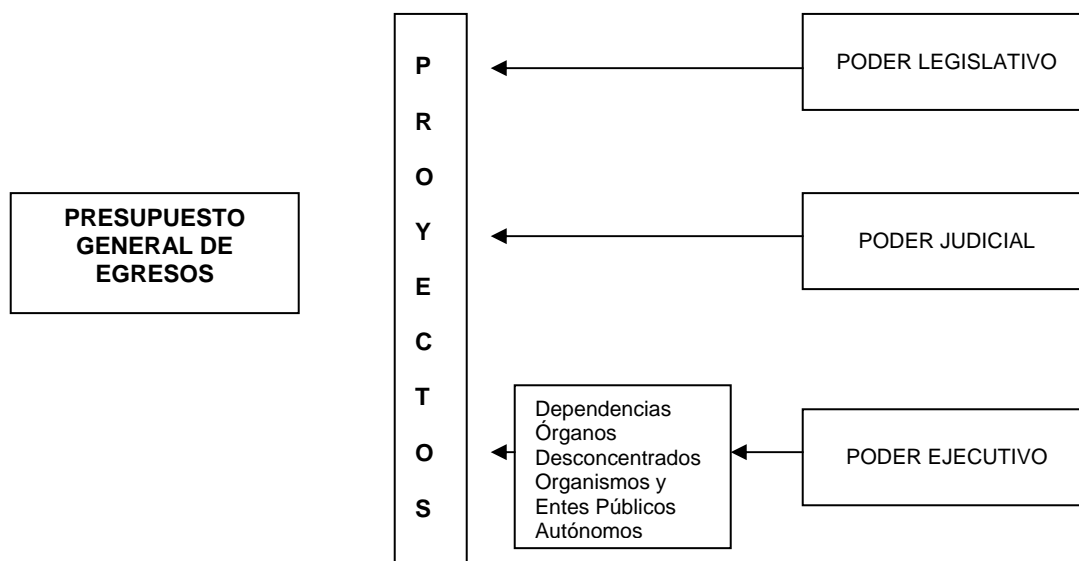 PRESUPUESTO
GENERAL DE
EGRESOS
P
R
O
Y
E
C
T
O
S
PODER LEGISLATIVO
PODER JUDICIAL
Dependencias
Órganos
Desconcentrados
Organismos y
Entes Públicos
Autónomos
PODER EJECUTIVO